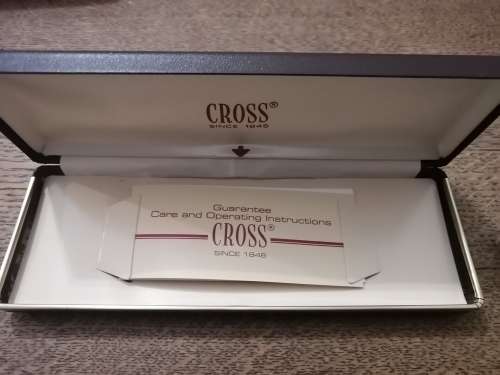 CROSS®
SINCE 1846
Guarantee
Care and Operating Instructions
CROSS®
SINCE 1846